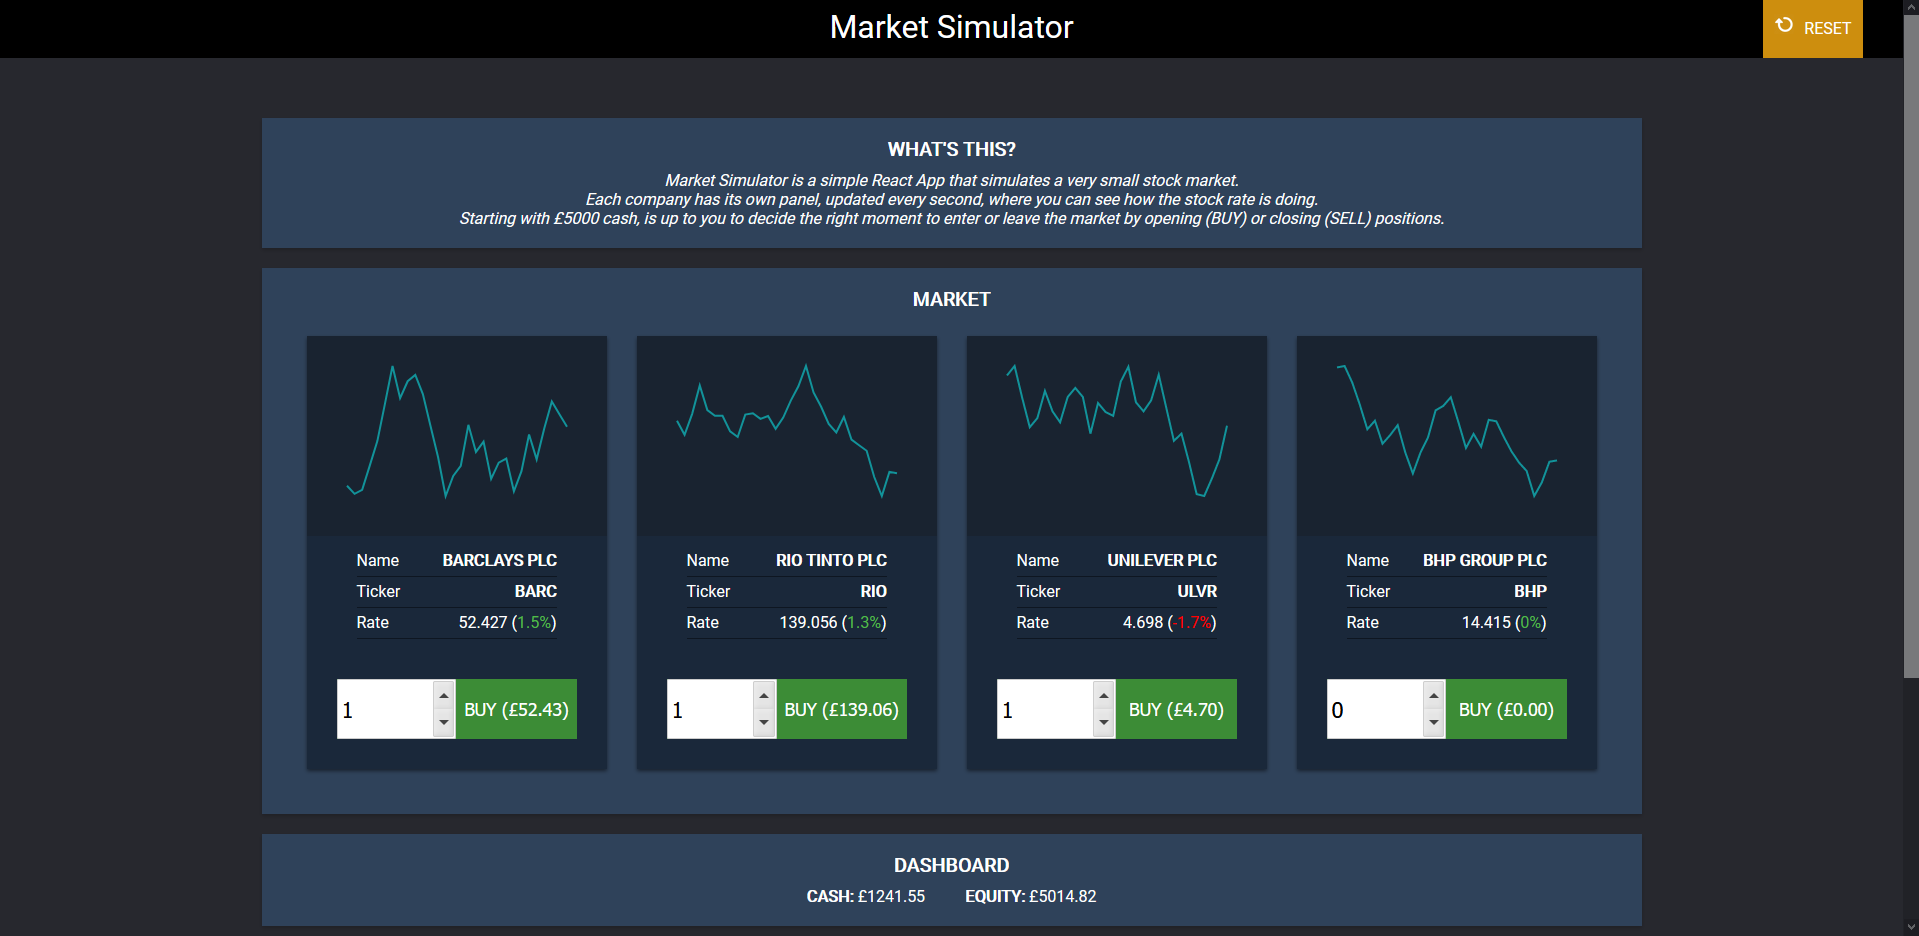 Market Simulator
RESET
WHAT'S THIS?
Market Simulator is a simple React App that simulates a very small stock market.
Each company has its own panel, updated every second, where you can see how the stock rate is doing.
Starting with £5000 cash, is up to you to decide the right moment to enter or leave the market by opening (BUY) or closing (SELL) positions.
MARKET
Name BARCLAYS PLC
Ticker BARC
Rate 52.427 (1.5%)
1 BUY (£52.43)
Name RIO TINTO PLC
Ticker RIO
Rate 139.056 (1.3%)
1 BUY (£139.06)
Name UNILEVER PLC
Ticker ULVR
Rate 4.698 (-1.7%)
1 BUY (£4.70)
Name BHP GROUP PLC
Ticker BHP
Rate 14.415 (0%)
0 BUY (£0.00)
DASHBOARD
CASH: £1241.55 EQUITY: £5014.82